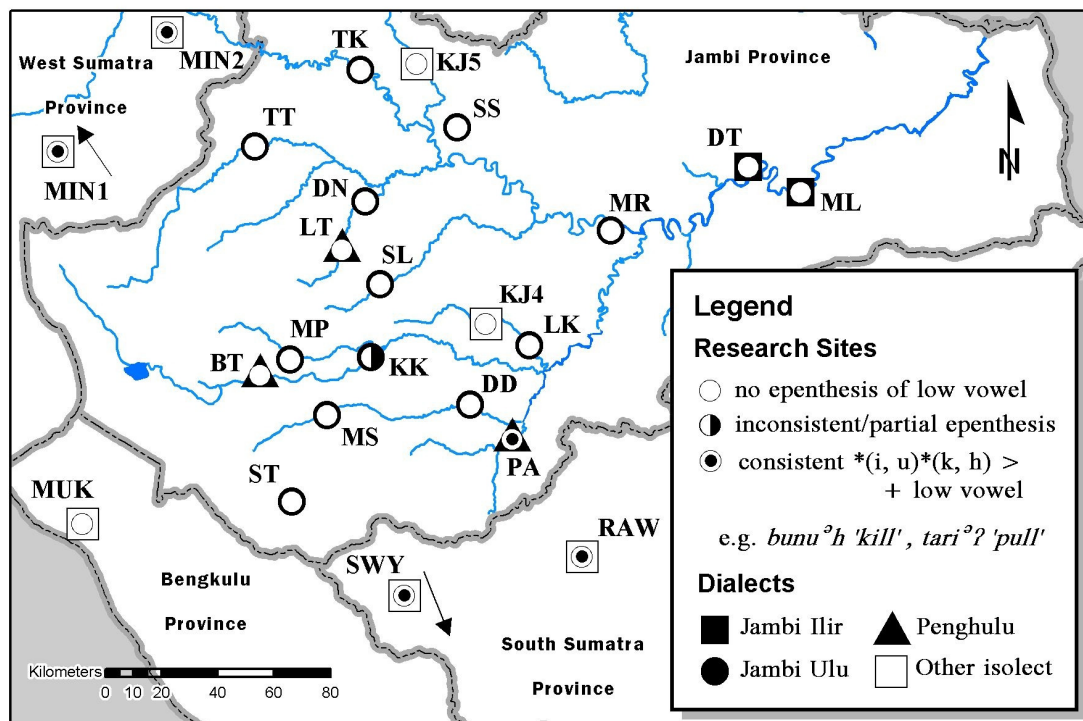 West Sumatra
Province
MIN2
MIN1
TK
KJ5
Jambi Province
TT
SS
DT
ML
N
DN
LT
MR
SL
KJ4
LK
MP
BT
KK
DD
MS
PA
ST
MUK
RAW
SWY
Bengkulu
Province
South Sumatra
Province
Kilometers
0 10 20 40 60 80
Legend
Research Sites
no epenthesis of low vowel
inconsistent/partial epenthesis
consistent *(i, u)*(k, h) >
+ low vowel
e.g. bunuᵊh 'kill' , tariᵊʔ 'pull'
Dialects
Jambi Ilir
Penghulu
Jambi Ulu
Other isolect